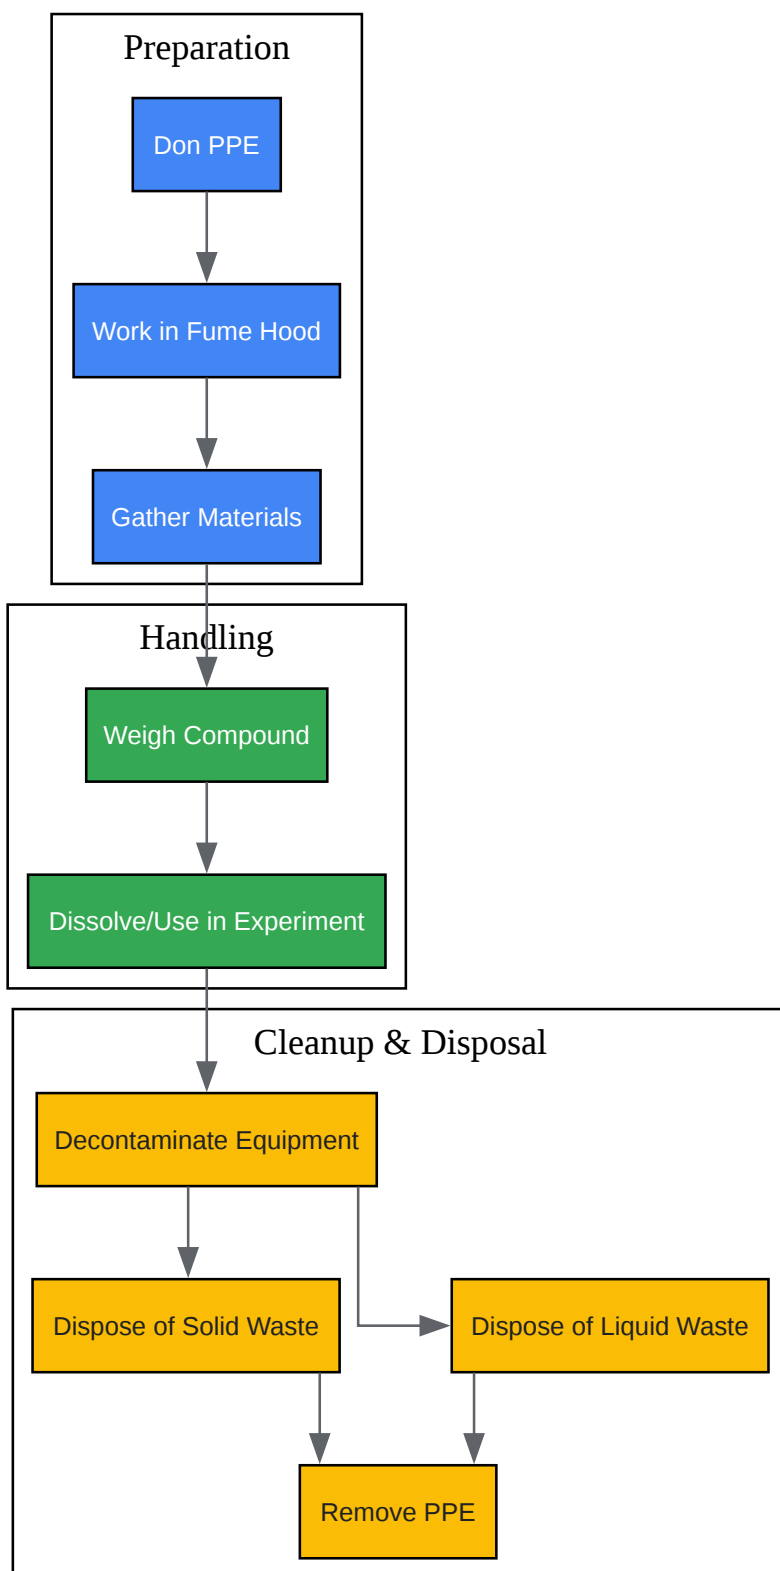 Preparation
Don PPE
Work in Fume Hood
Gather Materials
Handling
Weigh Compound
Dissolve/Use in Experiment
Cleanup & Disposal
Decontaminate Equipment
Dispose of Solid Waste
Dispose of Liquid Waste
Remove PPE